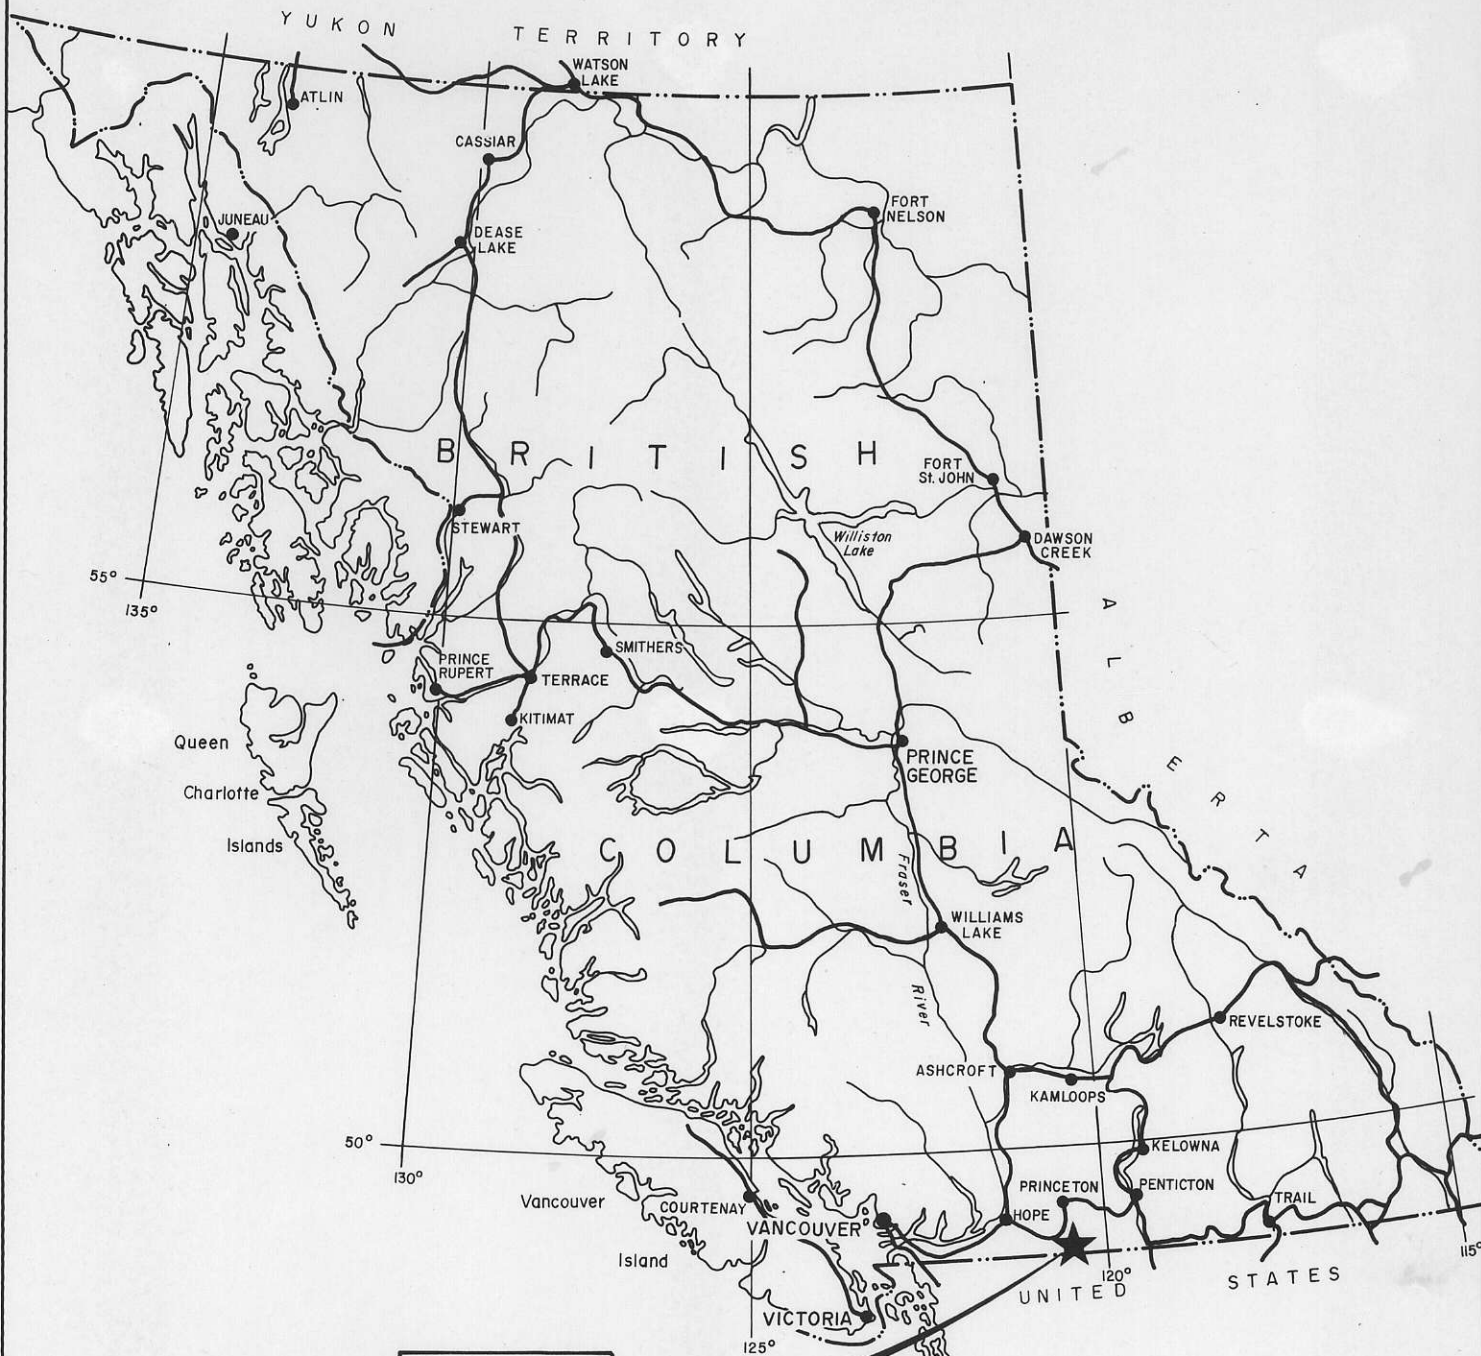 YUKON TERRITORY
WATSON
LAKE
ATLIN
CASSIAR
JUNEAU
DEASE
LAKE
FORT
NELSON
BRITISH
FORT
St. JOHN
STEWART
Williston
Lake
DAWSON
CREEK
55°
135°
ALBERTA
PRINCE
RUPERT
SMITHERS
TERRACE
KITIMAT
Queen
Charlotte
Islands
PRINCE
GEORGE
COLUMBIA
Fraser
River
WILLIAMS
LAKE
REVELSTOKE
ASHCROFT
KAMLOOPS
50°
130°
KELOWNA
PRINCETON
PENTICTON
TRAIL
HOPE
Vancouver
Island
COURTENAY
VANCOUVER
VICTORIA
120°
115°
UNITED STATES
125°